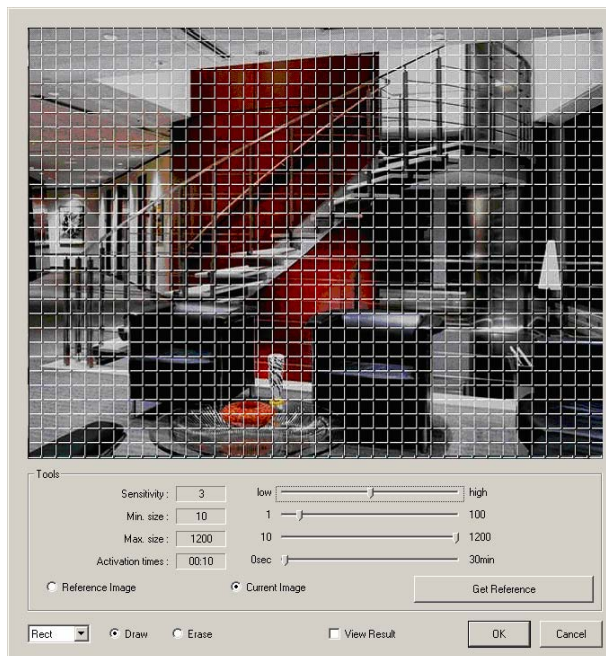 Tools
Sensitivity : 3 low high
Min. size : 10 1 100
Max. size : 1200 10 1200
Activation times : 00:10 0sec 30min
Reference Image Current Image Get Reference
Rect Draw Erase View Result OK Cancel